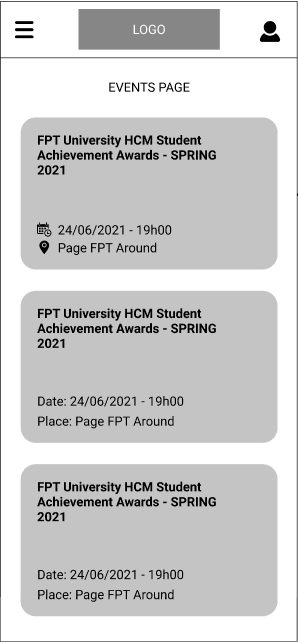 LOGO
EVENTS PAGE
FPT University HCM Student
Achievement Awards - SPRING
2021
24/06/2021 - 19h00
Page FPT Around
FPT University HCM Student
Achievement Awards - SPRING
2021
Date: 24/06/2021 - 19h00
Place: Page FPT Around
FPT University HCM Student
Achievement Awards - SPRING
2021
Date: 24/06/2021 - 19h00
Place: Page FPT Around